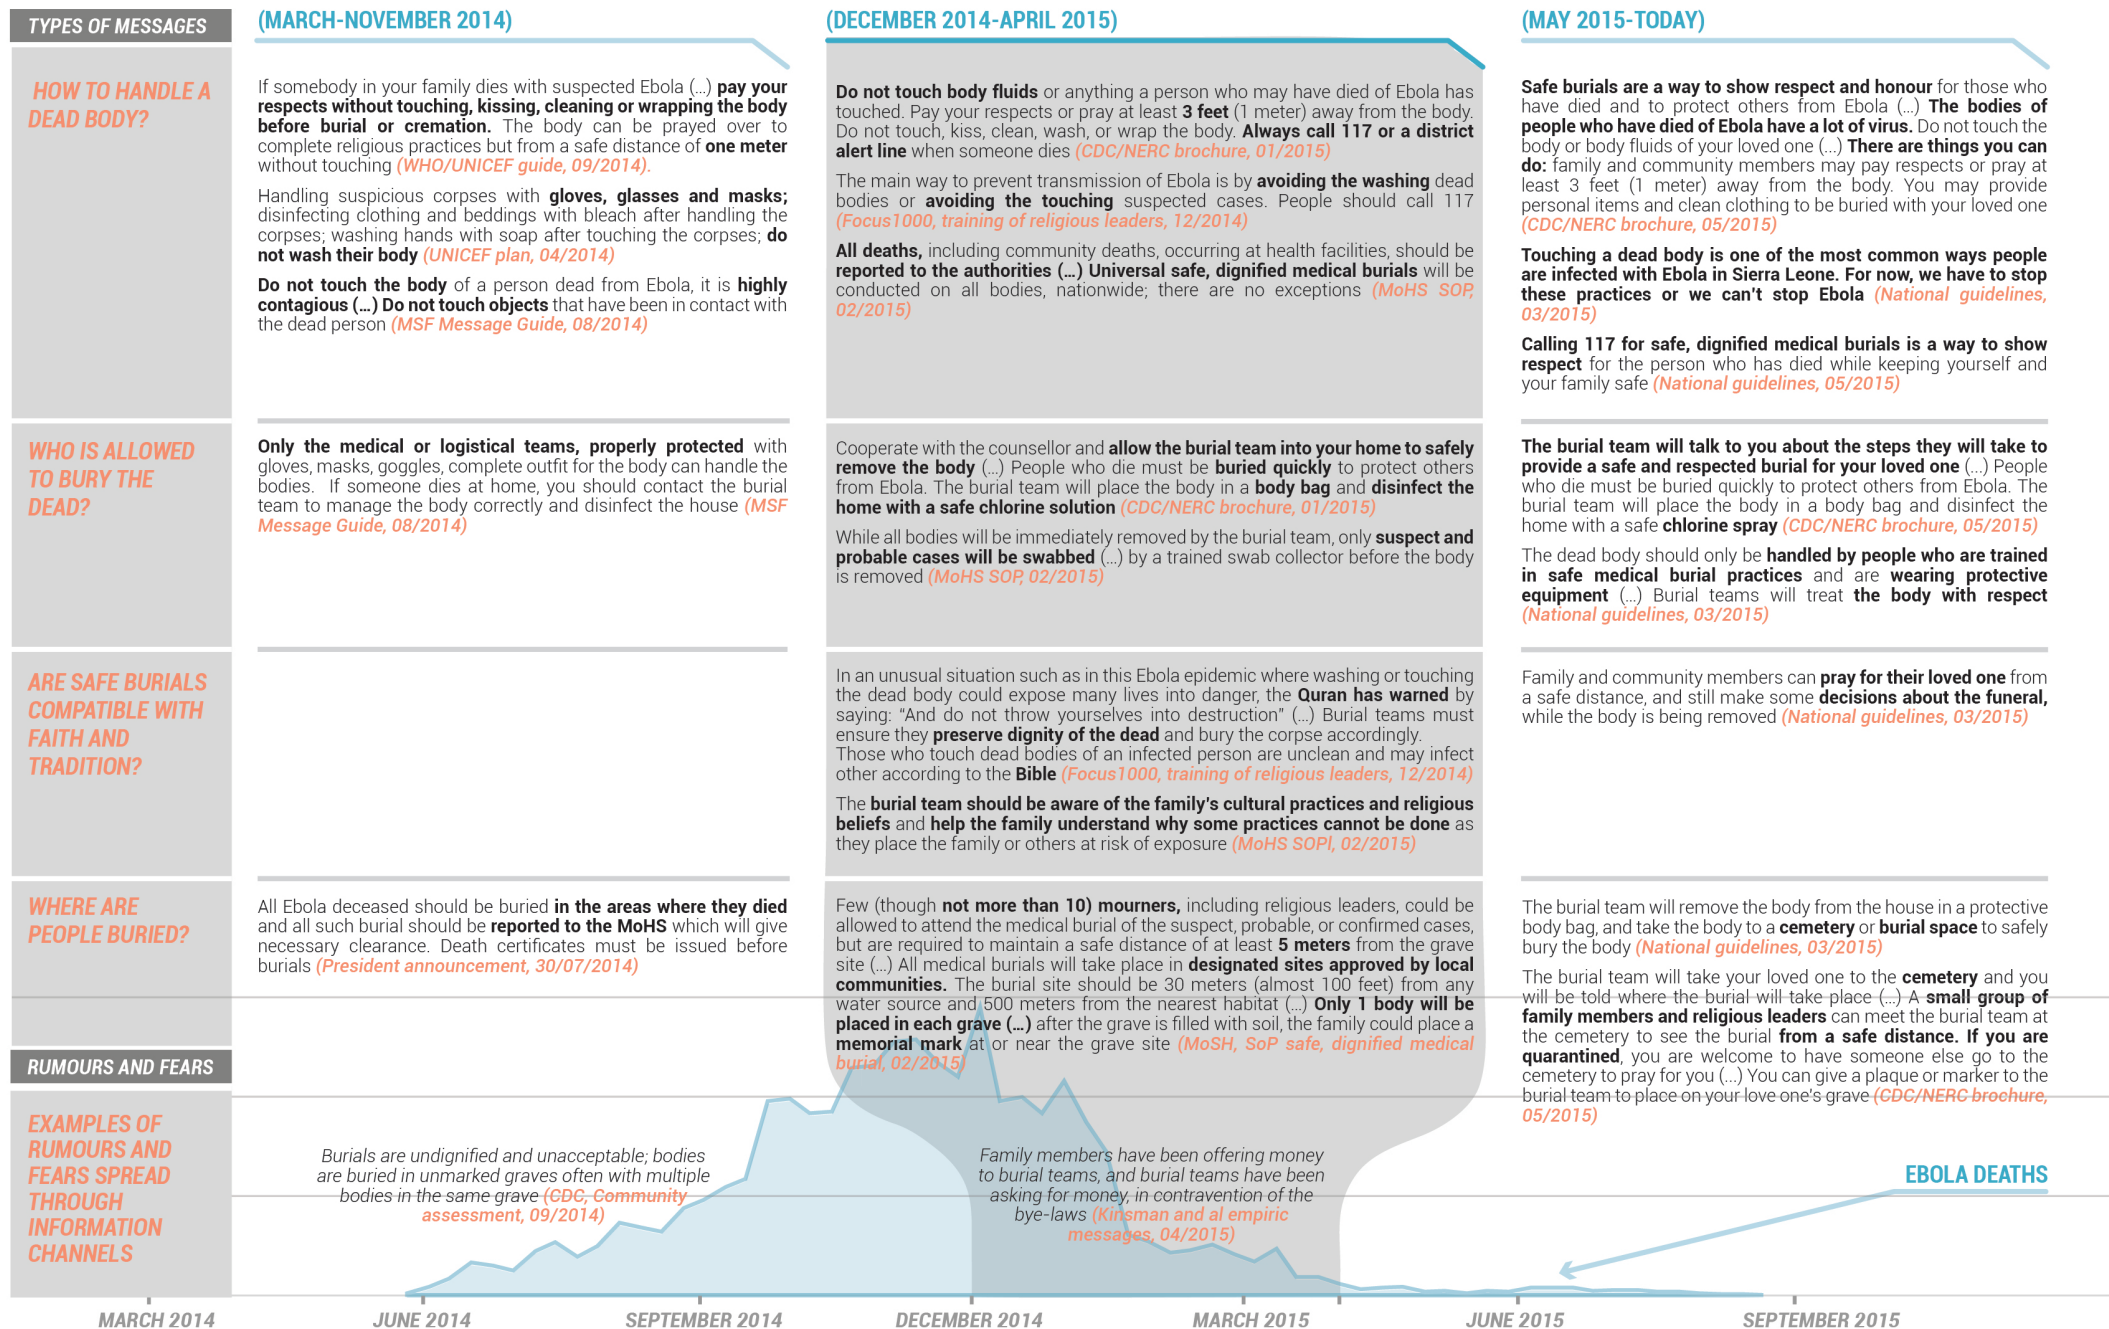 TYPES OF MESSAGES
(MARCH-NOVEMBER 2014)
(DECEMBER 2014-APRIL 2015)
(MAY 2015-TODAY)
HOW TO HANDLE A
DEAD BODY?
If somebody in your family dies with suspected Ebola (...) pay your
respects without touching, kissing, cleaning or wrapping the body
before burial or cremation. The body can be prayed over to
complete religious practices but from a safe distance of one meter
without touching (WHO/UNICEF guide, 09/2014).
Handling suspicious corpses with gloves, glasses and masks;
disinfecting clothing and beddings with bleach after handling the
corpses; washing hands with soap after touching the corpses; do
not wash their body (UNICEF plan, 04/2014)
Do not touch the body of a person dead from Ebola, it is highly
contagious (...) Do not touch objects that have been in contact with
the dead person (MSF Message Guide, 08/2014)
Do not touch body fluids or anything a person who may have died of Ebola has
touched. Pay your respects or pray at least 3 feet (1 meter) away from the body.
Do not touch, kiss, clean, wash, or wrap the body. Always call 117 or a district
alert line when someone dies (CDC/NERC brochure, 01/2015)
The main way to prevent transmission of Ebola is by avoiding the washing dead
bodies or avoiding the touching suspected cases. People should call 117
(Focus1000, training of religious leaders, 12/2014)
All deaths, including community deaths, occurring at health facilities, should be
reported to the authorities (...) Universal safe, dignified medical burials will be
conducted on all bodies, nationwide; there are no exceptions (MoHS SOP,
02/2015)
Safe burials are a way to show respect and honour for those who
have died and to protect others from Ebola (...) The bodies of
people who have died of Ebola have a lot of virus. Do not touch the
body or body fluids of your loved one (...) There are things you can
do: family and community members may pay respects or pray at
least 3 feet (1 meter) away from the body. You may provide
personal items and clean clothing to be buried with your loved one
(CDC/NERC brochure, 05/2015)
Touching a dead body is one of the most common ways people
are infected with Ebola in Sierra Leone. For now, we have to stop
these practices or we can't stop Ebola (National guidelines,
03/2015)
Calling 117 for safe, dignified medical burials is a way to show
respect for the person who has died while keeping yourself and
your family safe (National guidelines, 05/2015)
WHO IS ALLOWED
TO BURY THE
DEAD?
Only the medical or logistical teams, properly protected with
gloves, masks, goggles, complete outfit for the body can handle the
bodies. If someone dies at home, you should contact the burial
team to manage the body correctly and disinfect the house (MSF
Message Guide, 08/2014)
Cooperate with the counsellor and allow the burial team into your home to safely
remove the body (...) People who die must be buried quickly to protect others
from Ebola. The burial team will place the body in a body bag and disinfect the
home with a safe chlorine solution (CDC/NERC brochure, 01/2015)
While all bodies will be immediately removed by the burial team, only suspect and
probable cases will be swabbed (...) by a trained swab collector before the body
is removed (MoHS SOP, 02/2015)
The burial team will talk to you about the steps they will take to
provide a safe and respected burial for your loved one (...) People
who die must be buried quickly to protect others from Ebola. The
burial team will place the body in a body bag and disinfect the
home with a safe chlorine spray (CDC/NERC brochure, 05/2015)
The dead body should only be handled by people who are trained
in safe medical burial practices and are wearing protective
equipment (...) Burial teams will treat the body with respect
(National guidelines, 03/2015)
ARE SAFE BURIALS
COMPATIBLE WITH
FAITH AND
TRADITION?
In an unusual situation such as in this Ebola epidemic where washing or touching
the dead body could expose many lives into danger, the Quran has warned by
saying: “And do not throw yourselves into destruction” (...) Burial teams must
ensure they preserve dignity of the dead and bury the corpse accordingly.
Those who touch dead bodies of an infected person are unclean and may infect
other according to the Bible (Focus1000, training of religious leaders, 12/2014)
The burial team should be aware of the family's cultural practices and religious
beliefs and help the family understand why some practices cannot be done as
they place the family or others at risk of exposure (MoHS SOPl, 02/2015)
Family and community members can pray for their loved one from
a safe distance, and still make some decisions about the funeral,
while the body is being removed (National guidelines, 03/2015)
WHERE ARE
PEOPLE BURIED?
All Ebola deceased should be buried in the areas where they died
and all such burial should be reported to the MoHS which will give
necessary clearance. Death certificates must be issued before
burials (President announcement, 30/07/2014)
Few (though not more than 10) mourners, including religious leaders, could be
allowed to attend the medical burial of the suspect, probable, or confirmed cases,
but are required to maintain a safe distance of at least 5 meters from the grave
site (...) All medical burials will take place in designated sites approved by local
communities. The burial site should be 30 meters (almost 100 feet) from any
water source and 500 meters from the nearest habitat (...) Only 1 body will be
placed in each grave (...) after the grave is filled with soil, the family could place a
memorial mark at or near the grave site (MoSH, SoP safe, dignified medical
burial, 02/2015)
The burial team will remove the body from the house in a protective
body bag, and take the body to a cemetery or burial space to safely
bury the body (National guidelines, 03/2015)
The burial team will take your loved one to the cemetery and you
will be told where the burial will take place (...) A small group of
family members and religious leaders can meet the burial team at
the cemetery to see the burial from a safe distance. If you are
quarantined, you are welcome to have someone else go to the
cemetery to pray for you (...) You can give a plaque or marker to the
burial team to place on your love one's grave (CDC/NERC brochure,
05/2015)
RUMOURS AND FEARS
EXAMPLES OF
RUMOURS AND
FEARS SPREAD
THROUGH
INFORMATION
CHANNELS
Burials are undignified and unacceptable; bodies
are buried in unmarked graves often with multiple
bodies in the same grave (CDC, Community
assessment, 09/2014)
Family members have been offering money
to burial teams, and burial teams have been
asking for money, in contravention of the
bye-laws (Kinsman and al empiric
messages, 04/2015)
EBOLA DEATHS
MARCH 2014
JUNE 2014
SEPTEMBER 2014
DECEMBER 2014
MARCH 2015
JUNE 2015
SEPTEMBER 2015